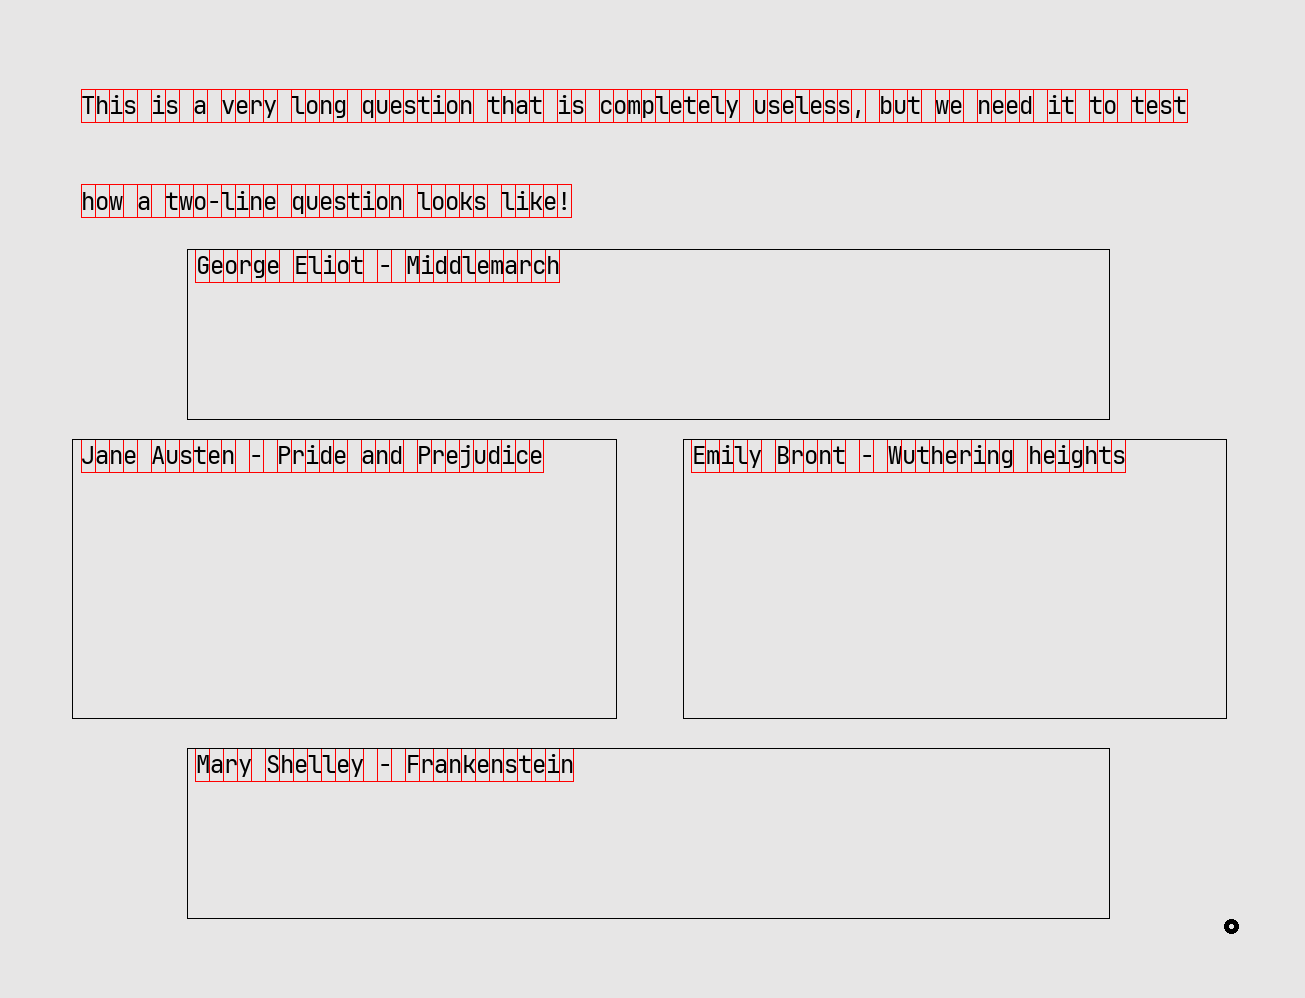 This is a very long question that is completely useless, but we need it to test
how a two-line question looks like!
George Eliot - Middlemarch
Jane Austen - Pride and Prejudice
Emily Bront - Wuthering heights
Mary Shelley - Frankenstein